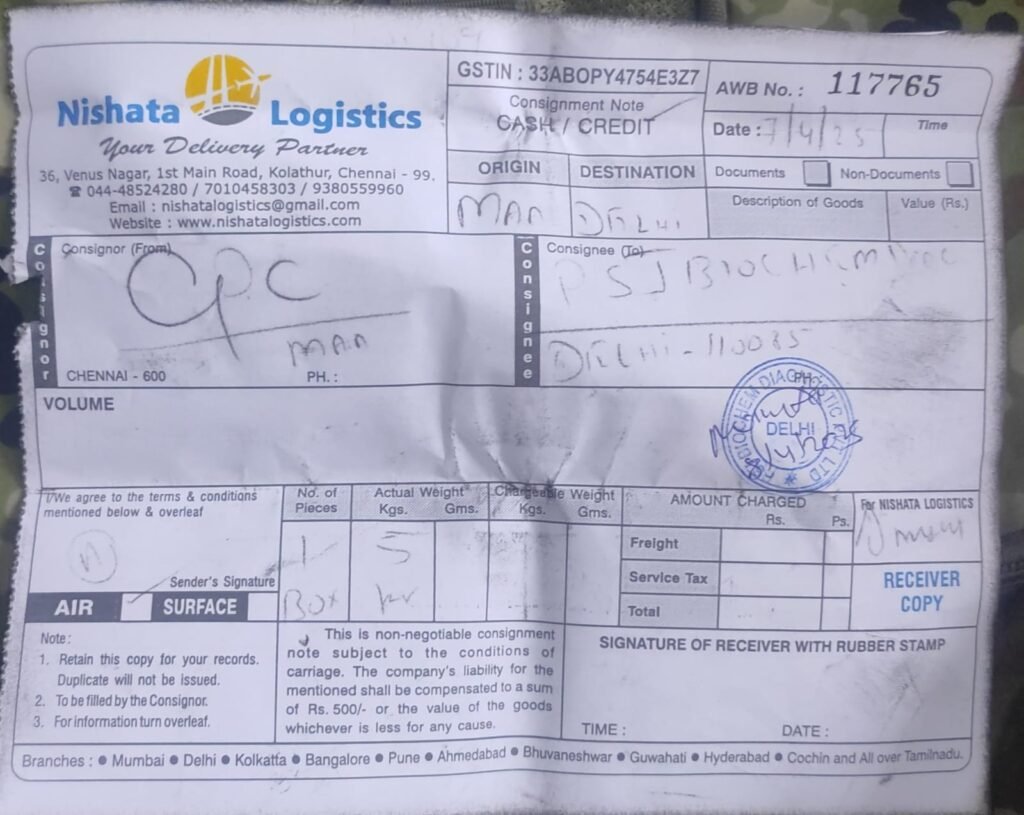 Nishata Logistics
Your Delivery Partner
36, Venus Nagar, 1st Main Road, Kolathur, Chennai - 99.
☎ 044-48524280 / 7010458303 / 9380559960
Email : nishatalogistics@gmail.com
Website : www.nishatalogistics.com
GSTIN : 33ABOPY4754E3Z7
Consignment Note
CASH / CREDIT
AWB No. : 117765
Date : 7/4/25
Time
ORIGIN
DESTINATION
Documents
Non-Documents
MAA
DELHI
Description of Goods
Value (Rs.)
Consignor
Consignor (From)
CPC
MAA
CHENNAI - 600
PH. :
Consignee
Consignee (To)
PSJ
DELHI - 110085
PH
VOLUME
BIOCHEM DIAGNOSTIC PVT LTD
DELHI
I/We agree to the terms & conditions
mentioned below & overleaf
Sender's Signature
AIR
SURFACE
No. of
Pieces
Actual Weight
Kgs. Gms.
Chargeable Weight
Kgs. Gms.
1
BOX
5
AMOUNT CHARGED
Rs. Ps.
Freight
Service Tax
Total
For NISHATA LOGISTICS
RECEIVER
COPY
Note :
1. Retain this copy for your records.
Duplicate will not be issued.
2. To be filled by the Consignor.
3. For information turn overleaf.
This is non-negotiable consignment
note subject to the conditions of
carriage. The company's liability for the
mentioned shall be compensated to a sum
of Rs. 500/- or the value of the goods
whichever is less for any cause.
SIGNATURE OF RECEIVER WITH RUBBER STAMP
TIME :
DATE :
Branches : ● Mumbai ● Delhi ● Kolkatta ● Bangalore ● Pune ● Ahmedabad ● Bhuvaneshwar ● Guwahati ● Hyderabad ● Cochin and All over Tamilnadu.